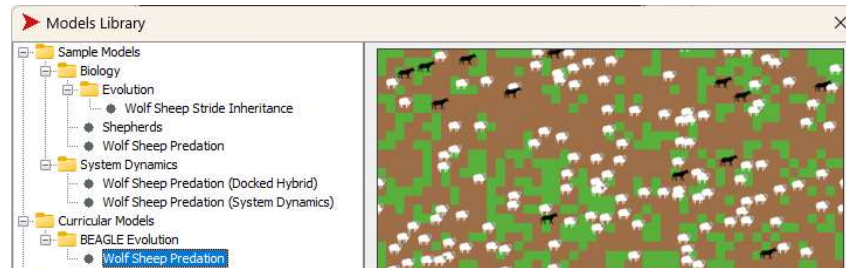 Models Library
Sample Models
Biology
Evolution
Wolf Sheep Stride Inheritance
Shepherds
Wolf Sheep Predation
System Dynamics
Wolf Sheep Predation (Docked Hybrid)
Wolf Sheep Predation (System Dynamics)
Curricular Models
BEAGLE Evolution
Wolf Sheep Predation